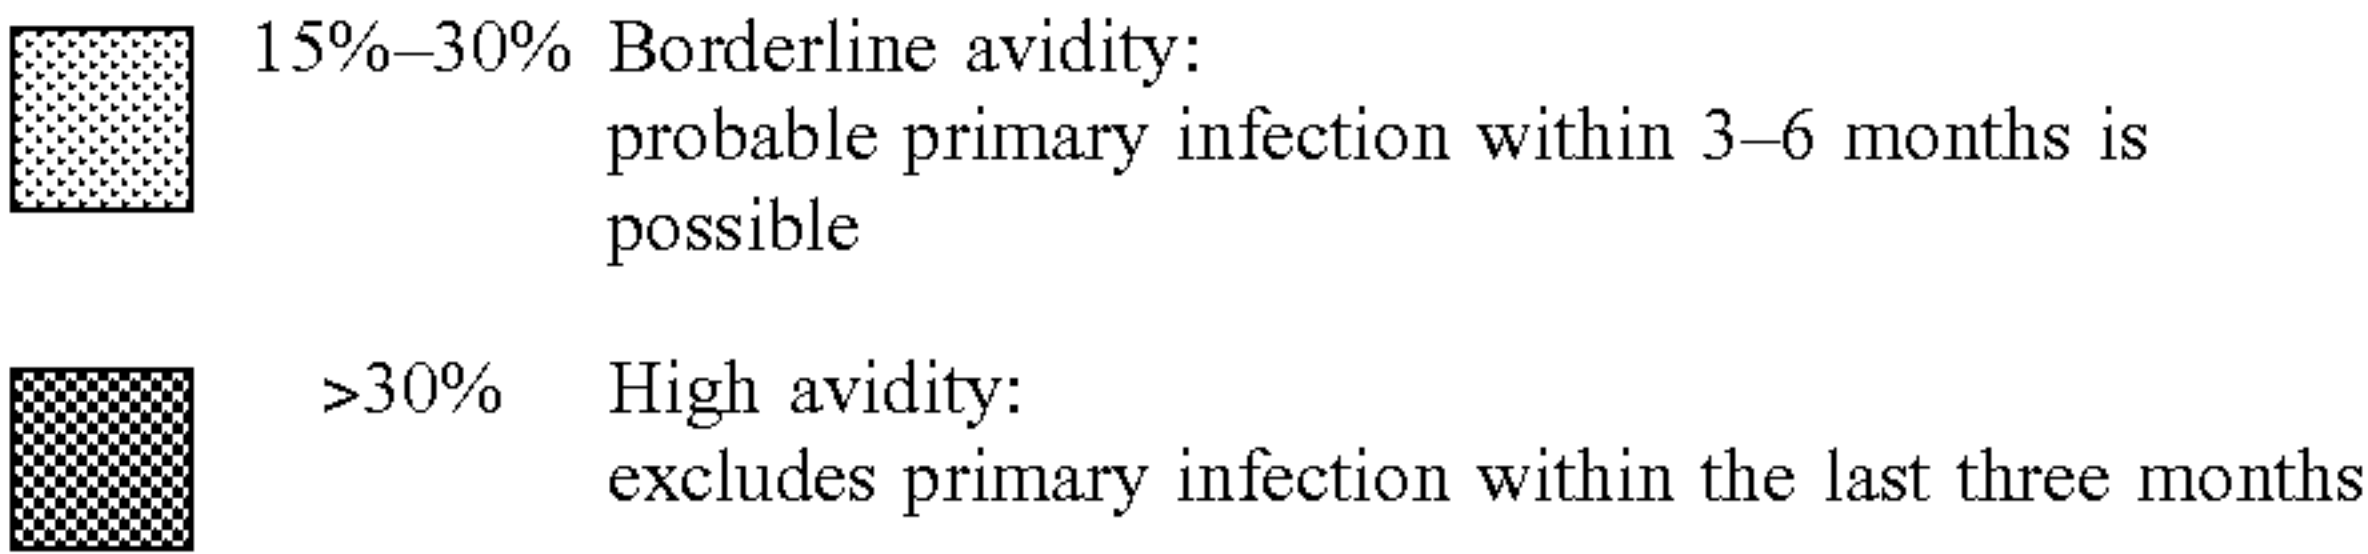 15%–30% Borderline avidity:
probable primary infection within 3–6 months is
possible
>30% High avidity:
excludes primary infection within the last three months